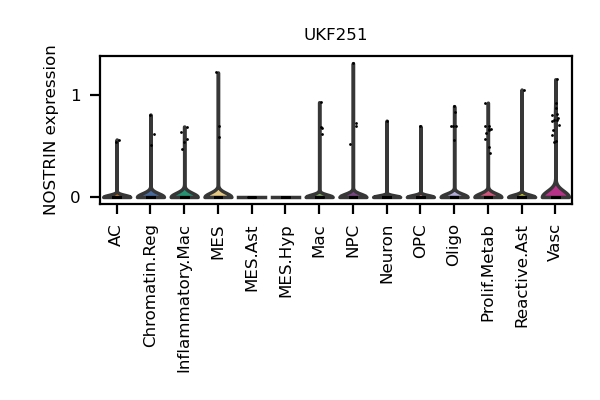 UKF251
NOSTRIN expression
1
0
AC
Chromatin.Reg
Inflammatory.Mac
MES
MES.Ast
MES.Hyp
Mac
NPC
Neuron
OPC
Oligo
Prolif.Metab
Reactive.Ast
Vasc